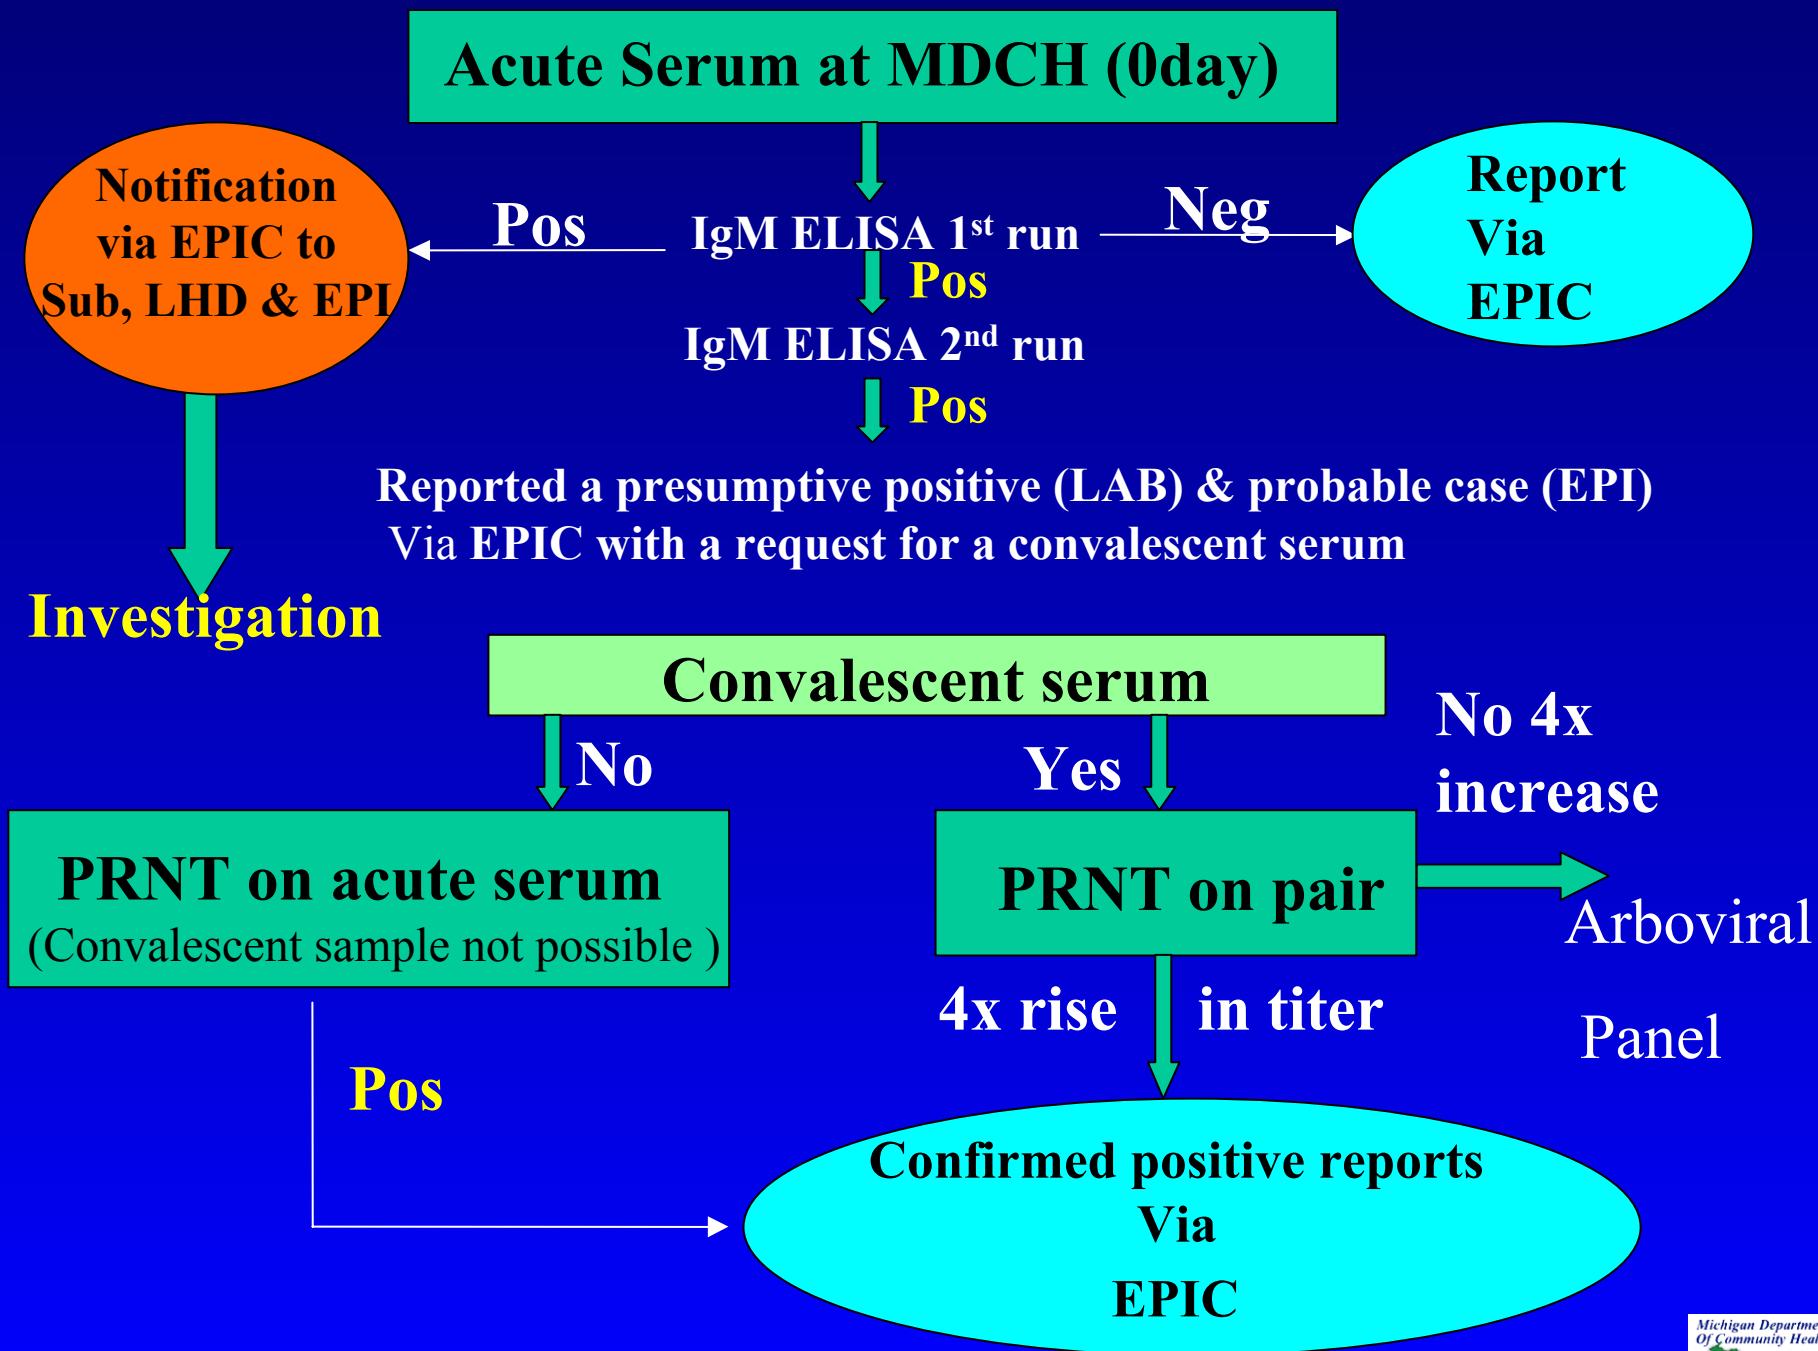 Acute Serum at MDCH (0day)
Notification
via EPIC to
Sub, LHD & EPI
Pos
IgM ELISA 1st run
Neg
Report
Via
EPIC
Pos
IgM ELISA 2nd run
Pos
Reported a presumptive positive (LAB) & probable case (EPI)
Via EPIC with a request for a convalescent serum
Investigation
Convalescent serum
No
Yes
No 4x
increase
PRNT on acute serum
(Convalescent sample not possible )
PRNT on pair
Arboviral
Panel
4x rise in titer
Pos
Confirmed positive reports
Via
EPIC
Michigan
Of Community